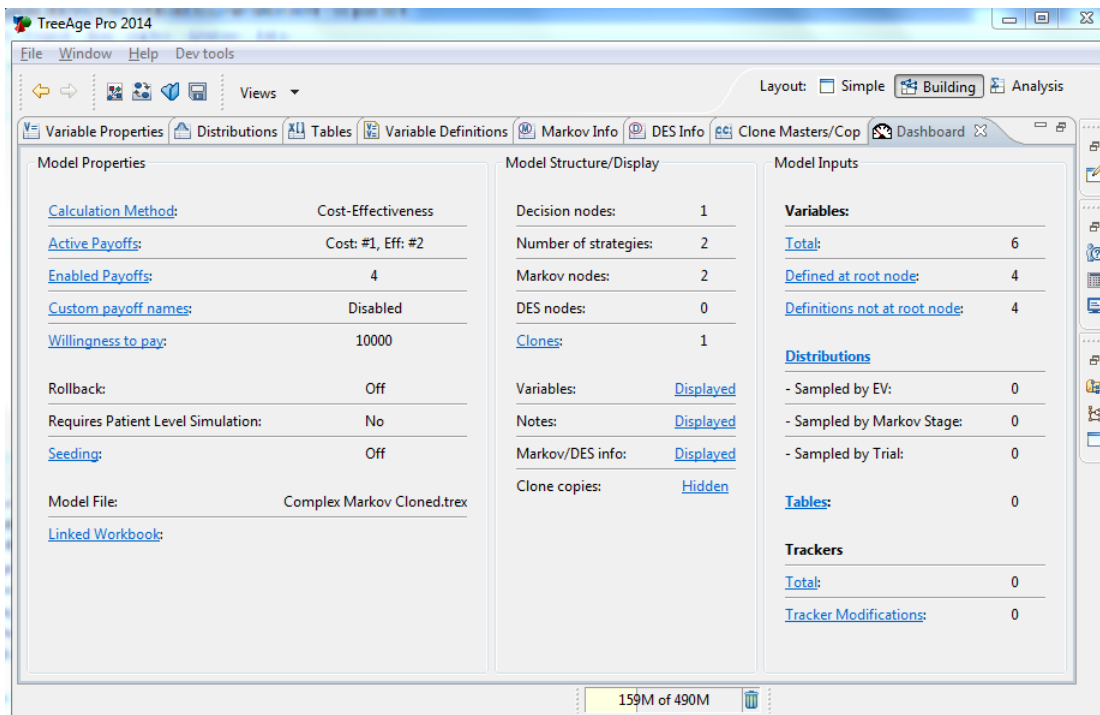 TreeAge Pro 2014
File Window Help Dev tools
Views
Layout: Simple Building Analysis
Variable Properties Distributions Tables Variable Definitions Markov Info DES Info Clone Masters/Cop Dashboard
Model Properties
Calculation Method: Cost-Effectiveness
Active Payoffs: Cost: #1, Eff: #2
Enabled Payoffs: 4
Custom payoff names: Disabled
Willingness to pay: 10000
Rollback: Off
Requires Patient Level Simulation: No
Seeding: Off
Model File: Complex Markov Cloned.trex
Linked Workbook:
Model Structure/Display
Decision nodes: 1
Number of strategies: 2
Markov nodes: 2
DES nodes: 0
Clones: 1
Variables: Displayed
Notes: Displayed
Markov/DES info: Displayed
Clone copies: Hidden
Model Inputs
Variables:
Total: 6
Defined at root node: 4
Definitions not at root node: 4
Distributions
- Sampled by EV: 0
- Sampled by Markov Stage: 0
- Sampled by Trial: 0
Tables: 0
Trackers
Total: 0
Tracker Modifications: 0
159M of 490M